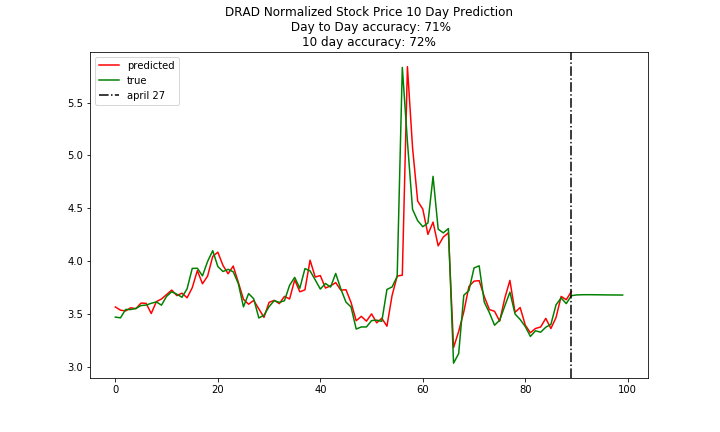 DRAD Normalized Stock Price 10 Day Prediction
Day to Day accuracy: 71%
10 day accuracy: 72%
predicted
true
april 27
5.5
5.0
4.5
4.0
3.5
3.0
0 20 40 60 80 100